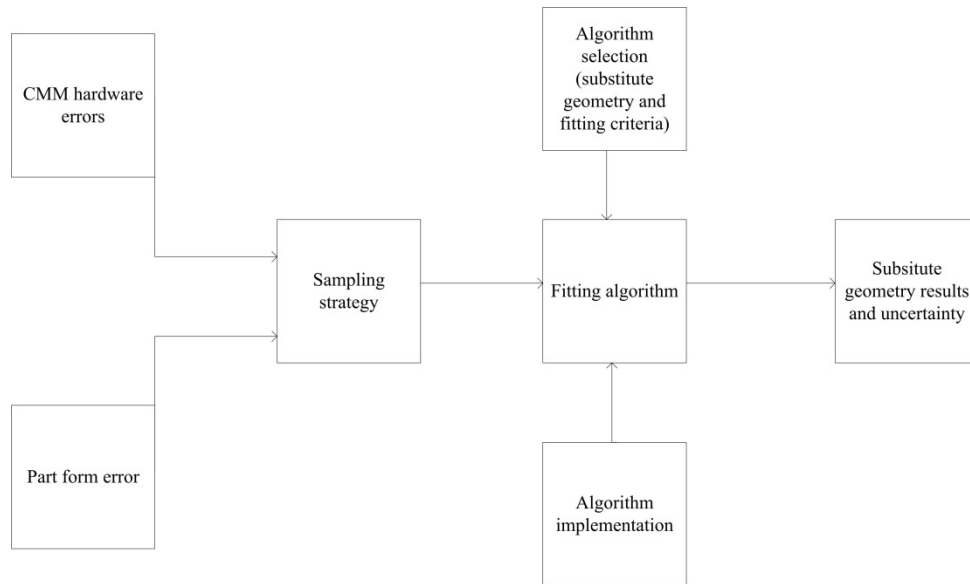 CMM hardware
errors
Part form error
Sampling
strategy
Algorithm
selection
(substitute
geometry and
fitting criteria)
Fitting algorithm
Algorithm
implementation
Subsitute
geometry results
and uncertainty